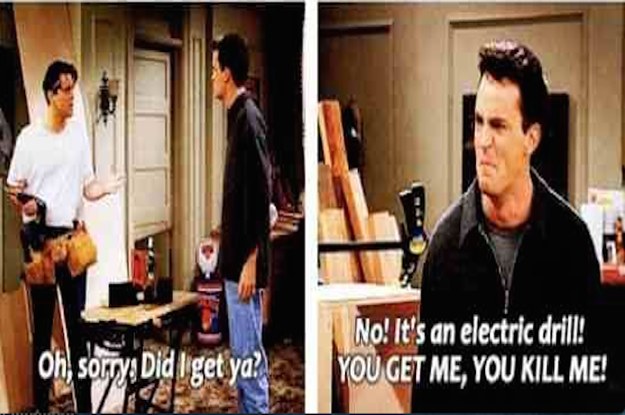 Oh, sorry. Did I get ya?
No! It's an electric drill!
YOU GET ME, YOU KILL ME!